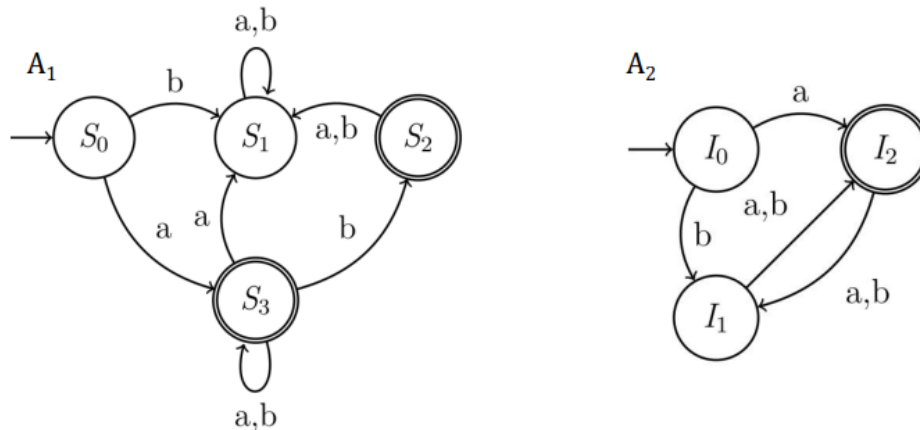 A₁
a,b
b
S₀
S₁
a,b
S₂
a
a
b
S₃
a,b
A₂
a
I₀
I₂
a,b
b
a,b
I₁